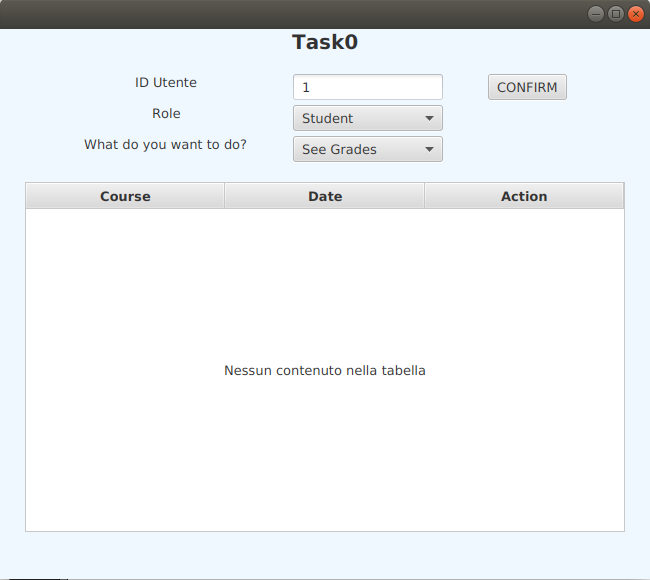 Task0
ID Utente
1
CONFIRM
Role
Student
What do you want to do?
See Grades
Course Date Action
Nessun contenuto nella tabella